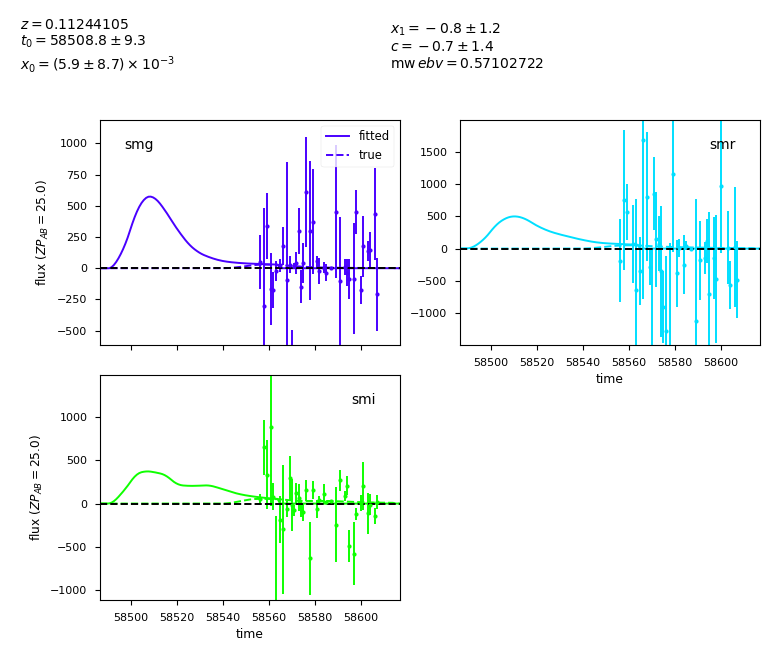 z = 0.11244105
t0 = 58508.8 ± 9.3
x0 = (5.9 ± 8.7) × 10⁻³
x1 = −0.8 ± 1.2
c = −0.7 ± 1.4
mw ebv = 0.57102722
smg
fitted
true
1000
750
500
250
0
−250
−500
flux (ZP_AB = 25.0)
smr
1500
1000
500
0
−500
−1000
58500 58520 58540 58560 58580 58600
time
smi
1000
500
0
−500
−1000
flux (ZP_AB = 25.0)
58500 58520 58540 58560 58580 58600
time